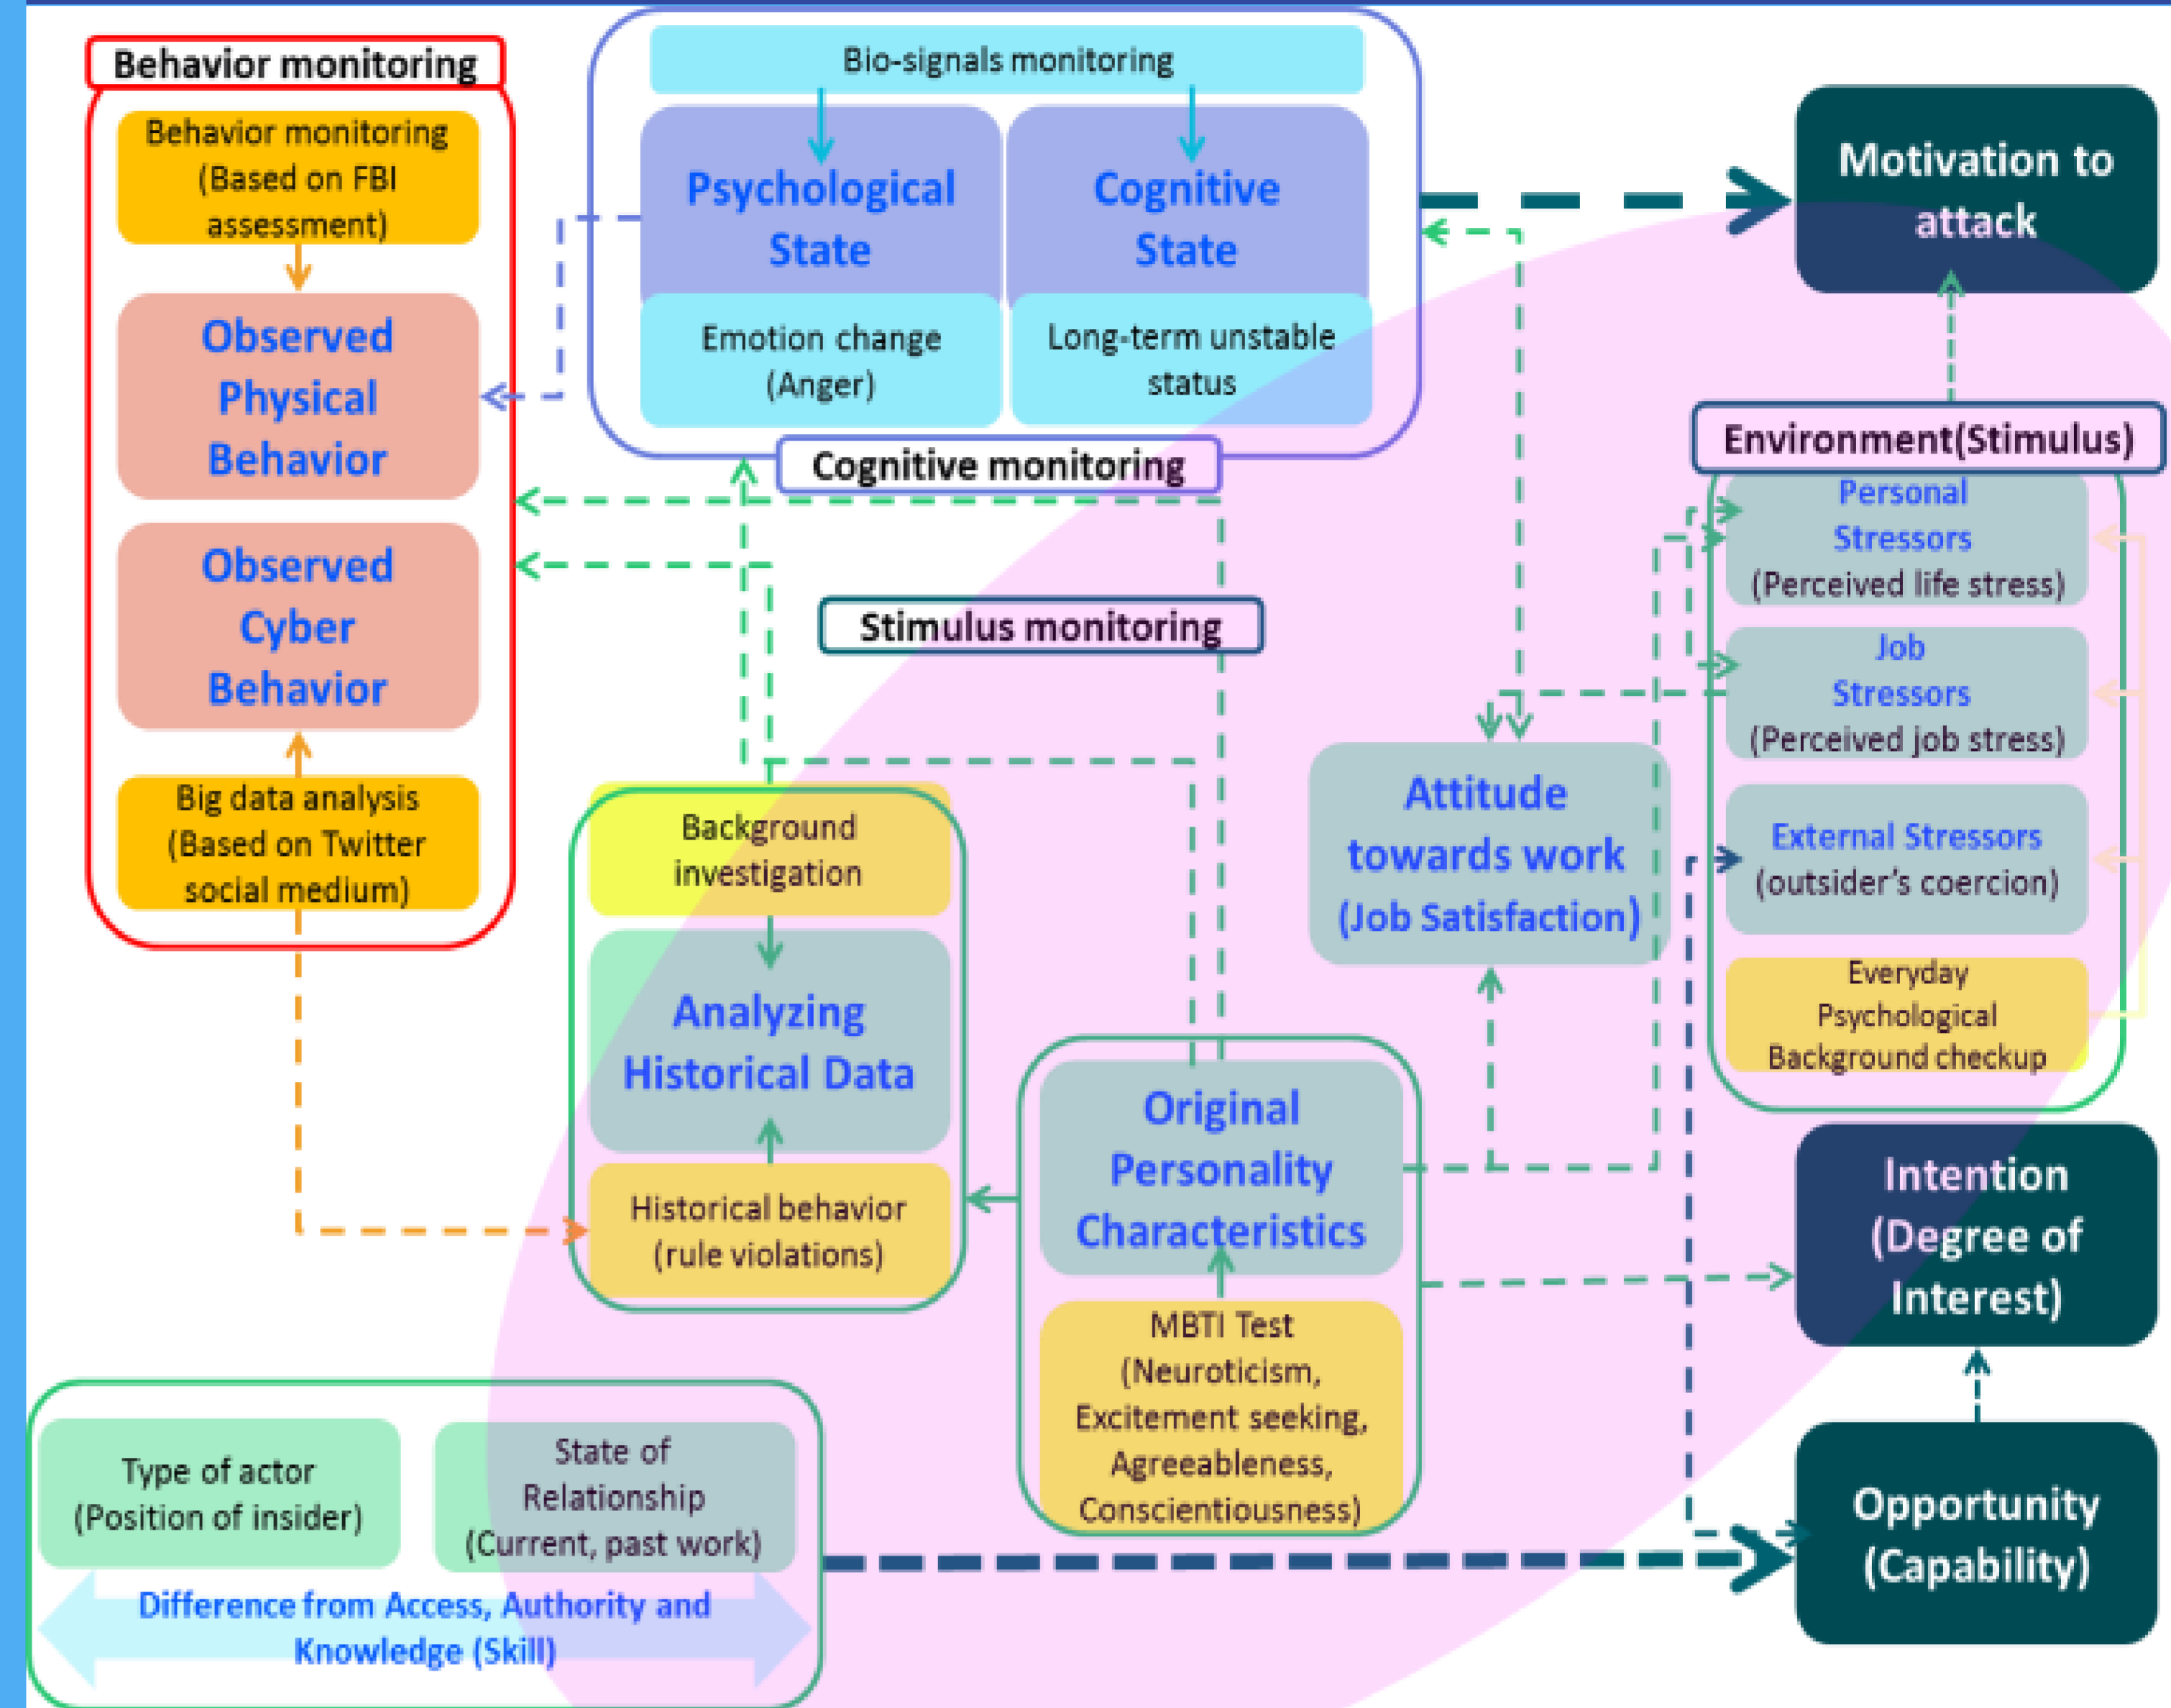 Behavior monitoring
Behavior monitoring
(Based on FBI
assessment)
Observed
Physical
Behavior
Observed
Cyber
Behavior
Big data analysis
(Based on Twitter
social medium)
Bio-signals monitoring
Psychological
State
Cognitive
State
Emotion change
(Anger)
Long-term unstable
status
Cognitive monitoring
Stimulus monitoring
Motivation to
attack
Environment(Stimulus)
Personal
Stressors
(Perceived life stress)
Job
Stressors
(Perceived job stress)
External Stressors
(outsider's coercion)
Everyday
Psychological
Background checkup
Attitude
towards work
(Job Satisfaction)
Background
investigation
Analyzing
Historical Data
Historical behavior
(rule violations)
Original
Personality
Characteristics
MBTI Test
(Neuroticism,
Excitement seeking,
Agreeableness,
Conscientiousness)
Intention
(Degree of
Interest)
Opportunity
(Capability)
Type of actor
(Position of insider)
State of
Relationship
(Current, past work)
Difference from Access, Authority and
Knowledge (Skill)